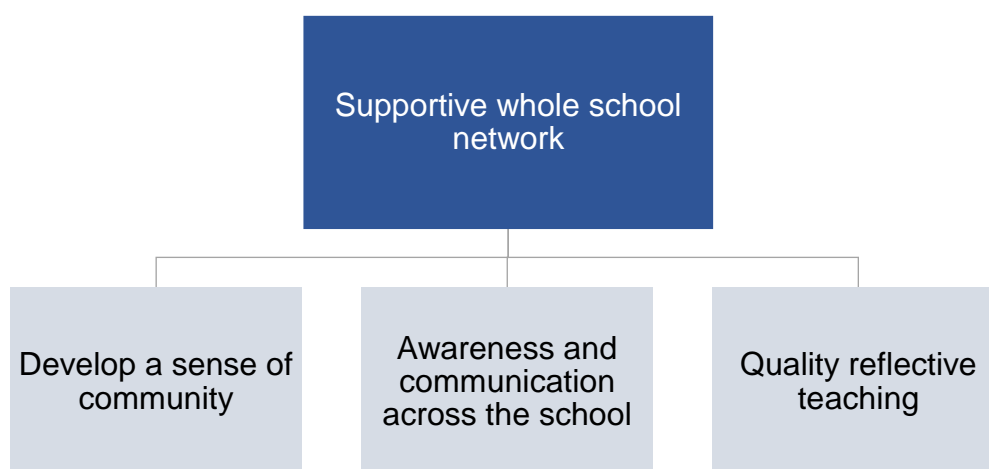 Supportive whole school
network
Develop a sense of
community
Awareness and
communication
across the school
Quality reflective
teaching